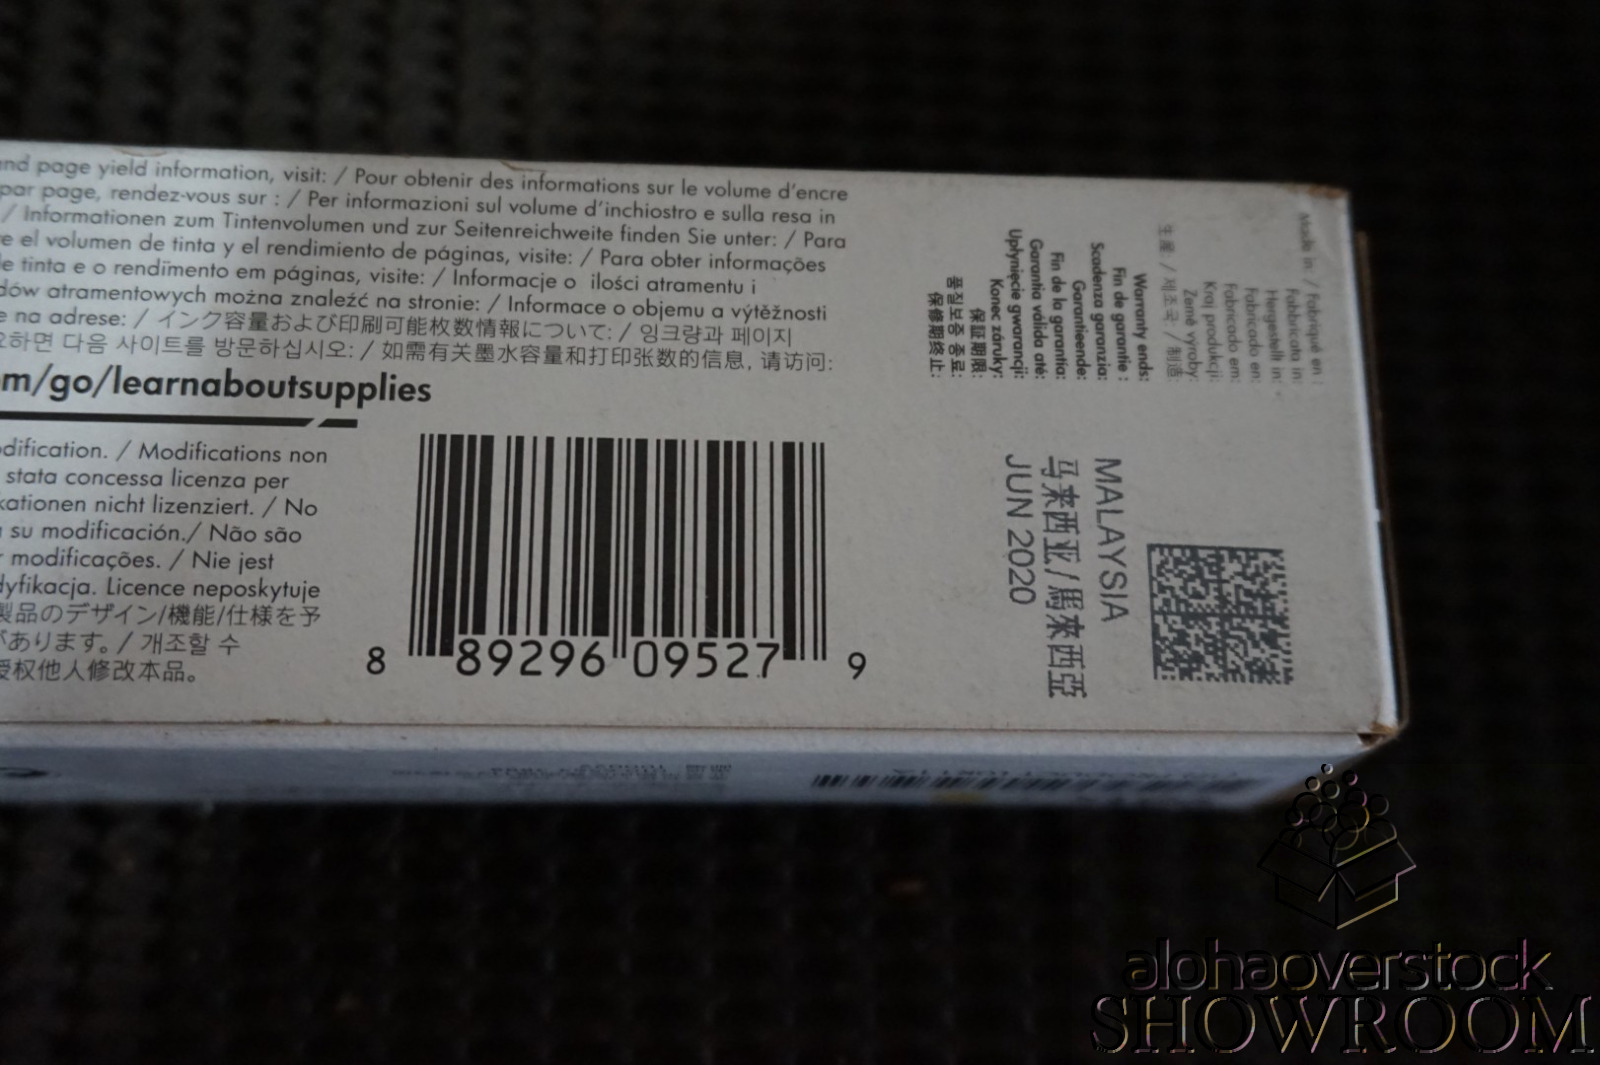 nd page yield information, visit: / Pour obtenir des informations sur le volume d'encre
par page, rendez-vous sur : / Per informazioni sul volume d'inchiostro e sulla resa in
/ Informationen zum Tintenvolumen und zur Seitenreichweite finden Sie unter: / Para
e el volumen de tinta y el rendimiento de páginas, visite: / Para obter informações
e tinta e o rendimento em páginas, visite: / Informacje o ilości atramentu i
dów atramentowych można znaleźć na stronie: / Informace o objemu a výtěžnosti
e na adrese: / インク容量および印刷可能枚数情報について: / 잉크량과 페이지
요하면 다음 사이트를 방문하십시오: / 如需有关墨水容量和打印张数的信息, 请访问:
m/go/learnaboutsupplies
dification. / Modifications non
stata concessa licenza per
kationen nicht lizenziert. / No
su modificación./ Não são
modificações. / Nie jest
dyfikacja. Licence neposkytuje
製品のデザイン/機能/仕様を予
があります。/ 개조할 수
授权他人修改本品。
8 89296 09527 9
Made in: / Fabriqué en :
Fabbricato in:
Hergestellt in:
Fabricado en:
Fabricado em:
Kraj produkcji:
Země výroby:
生産: / 제조국: / 制造:
Warranty ends:
Fin de garantie :
Scadenza garanzia:
Garantieende:
Fin de la garantía:
Garantia válida até:
Upłynięcie gwarancji:
Konec záruky:
保証期限:
품질보증 종료:
保修期终止:
MALAYSIA
马来西亚/馬來西亞
JUN 2020
alohaoverstock
SHOWROOM